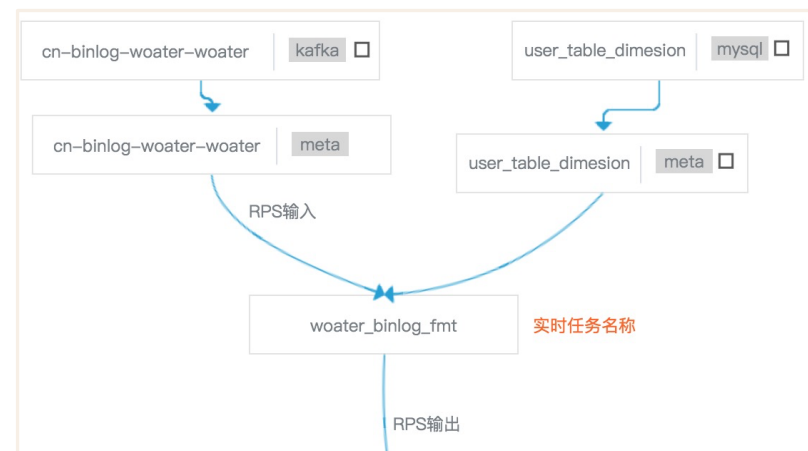 cn-binlog-woater-woater kafka
user_table_dimesion mysql
cn-binlog-woater-woater meta
user_table_dimesion meta
RPS输入
woater_binlog_fmt
实时任务名称
RPS输出